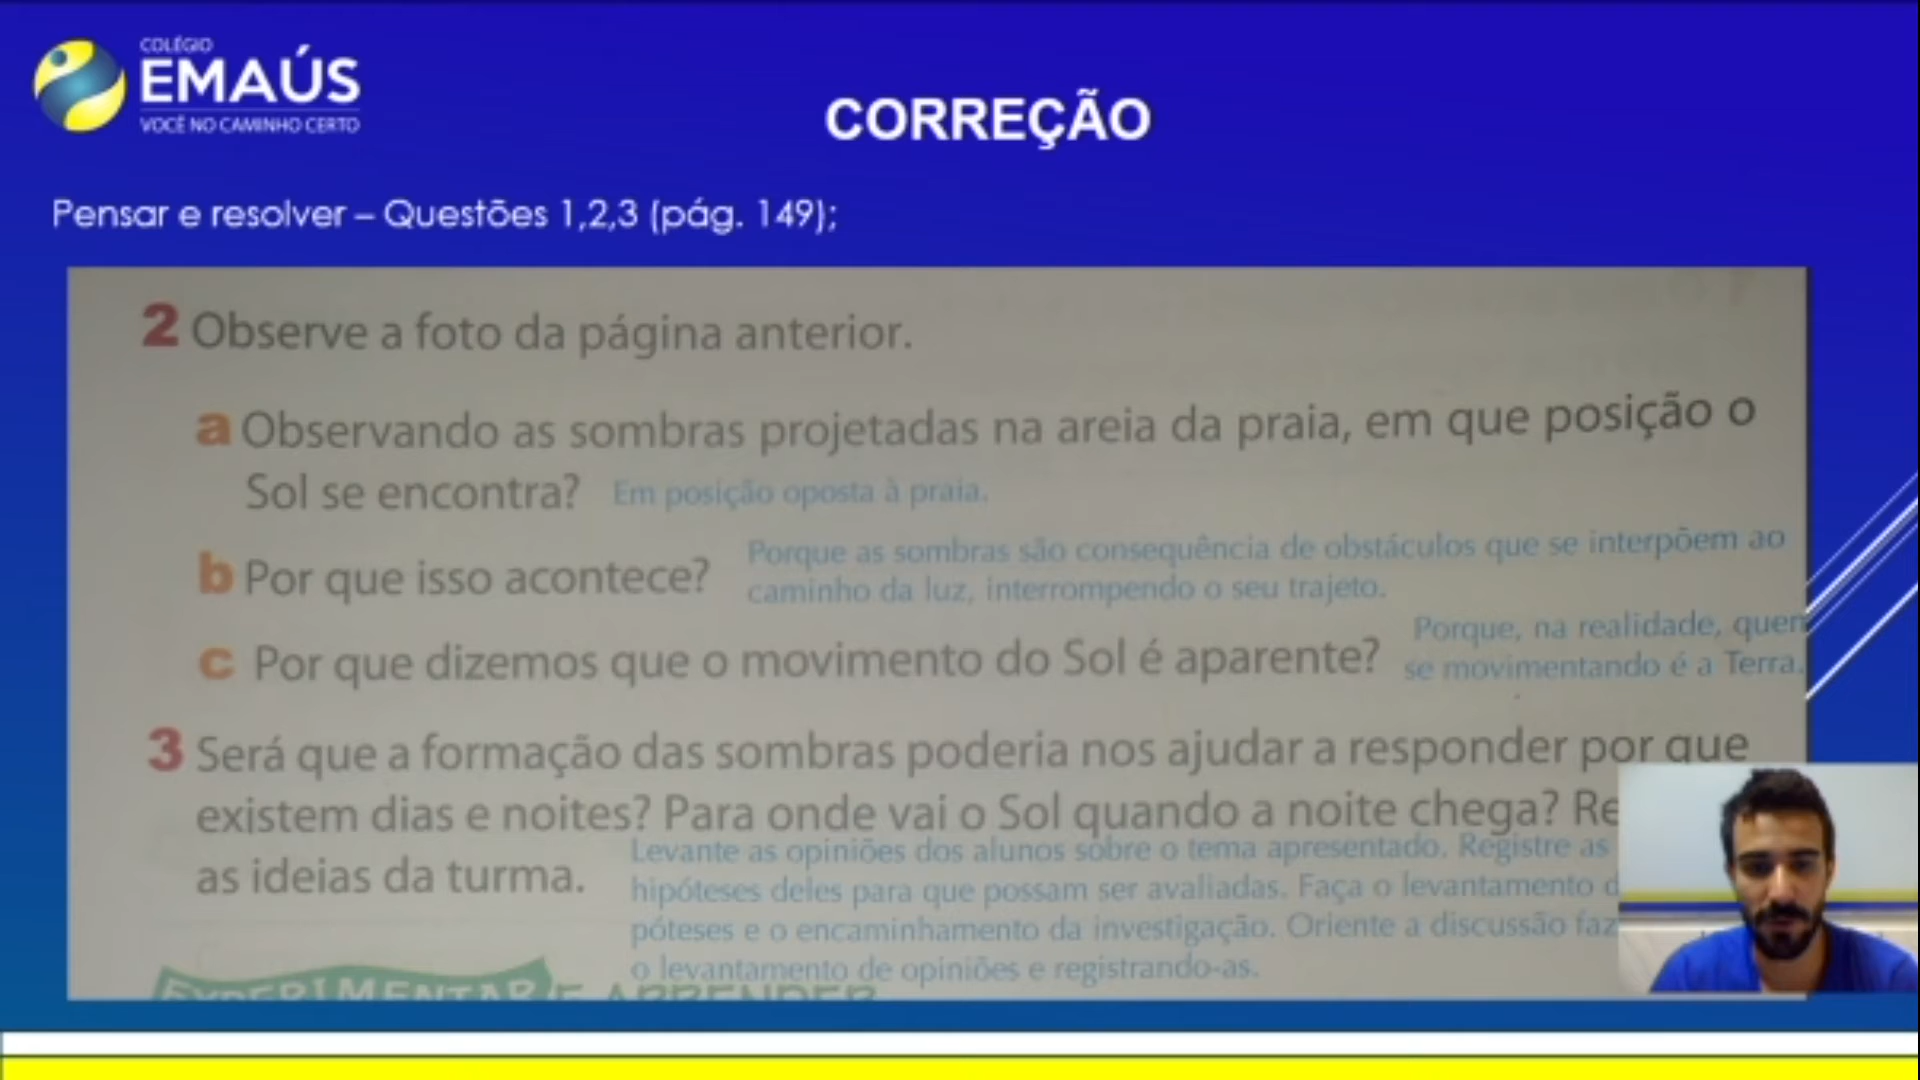 COLÉGIO
EMAÚS
VOCÊ NO CAMINHO CERTO
CORREÇÃO
Pensar e resolver – Questões 1,2,3 (pág. 149);
2 Observe a foto da página anterior.
a Observando as sombras projetadas na areia da praia, em que posição o
Sol se encontra? Em posição oposta à praia.
b Por que isso acontece? Porque as sombras são consequência de obstáculos que se interpõem ao
caminho da luz, interrompendo o seu trajeto.
c Por que dizemos que o movimento do Sol é aparente? Porque, na realidade,
se movimentando é a Terra.
3 Será que a formação das sombras poderia nos ajudar a responder por que
existem dias e noites? Para onde vai o Sol quando a noite chega?
as ideias da turma.
Levante as opiniões dos alunos sobre o tema apresentado. Registre as
hipóteses deles para que possam ser avaliadas. Faça o levantamento
póteses e o encaminhamento da investigação. Oriente a discussão
o levantamento de opiniões e registrando-as.
EXPERIMENTAR E APRENDER